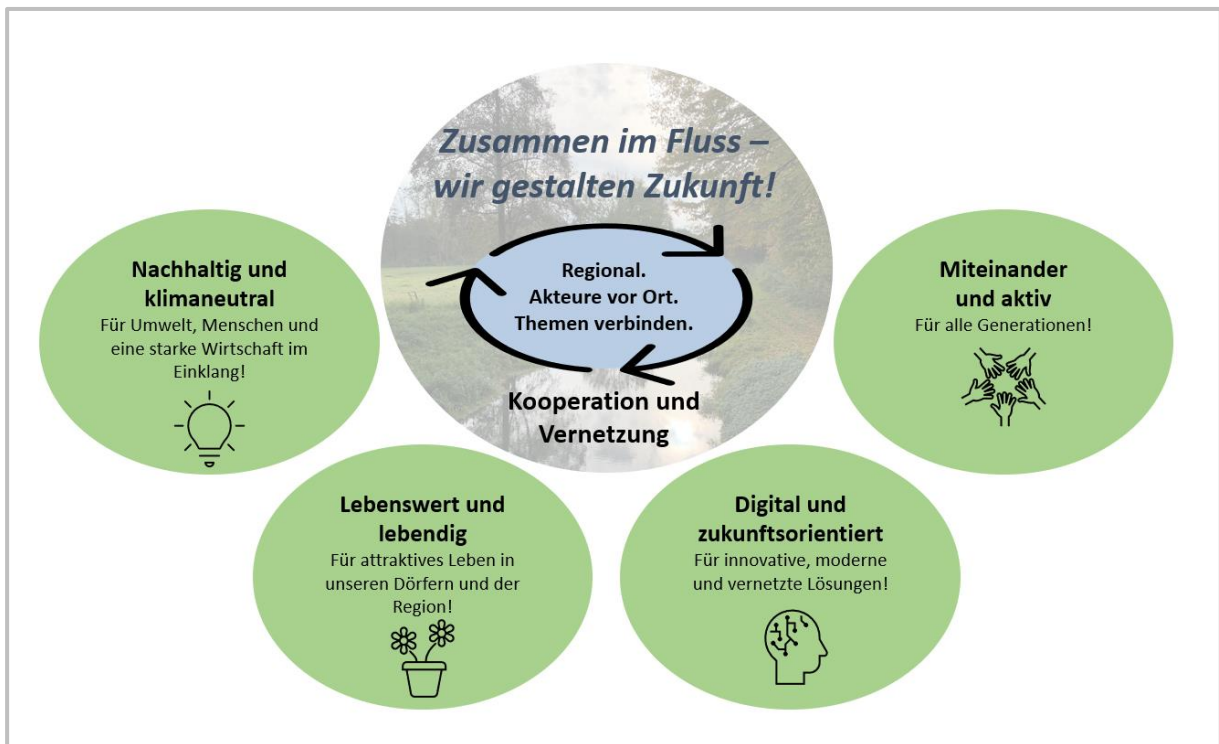 Zusammen im Fluss –
wir gestalten Zukunft!
Regional.
Akteure vor Ort.
Themen verbinden.
Kooperation und
Vernetzung
Nachhaltig und
klimaneutral
Für Umwelt, Menschen und
eine starke Wirtschaft im
Einklang!
Lebenswert und
lebendig
Für attraktives Leben in
unseren Dörfern und der
Region!
Digital und
zukunftsorientiert
Für innovative, moderne
und vernetzte Lösungen!
Miteinander
und aktiv
Für alle Generationen!